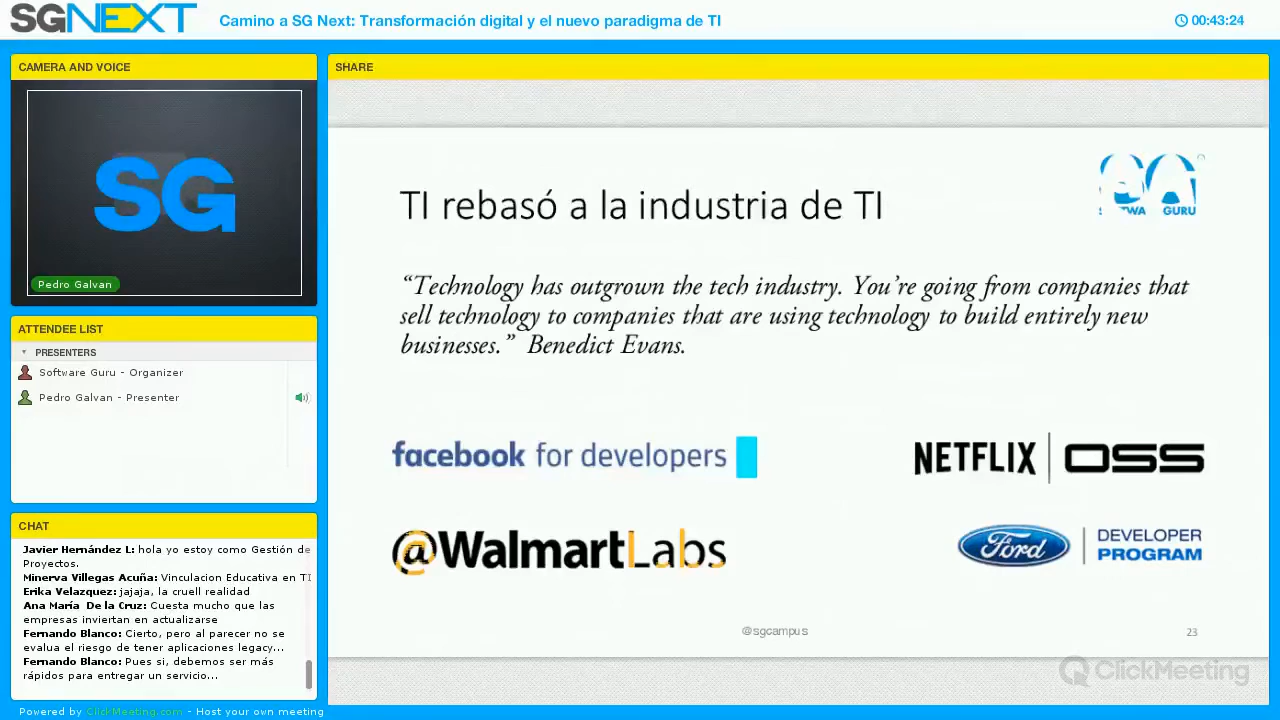 SGNEXT
Camino a SG Next: Transformación digital y el nuevo paradigma de TI
00:43:24
CAMERA AND VOICE
SG
Pedro Galvan
ATTENDEE LIST
PRESENTERS
Software Guru - Organizer
Pedro Galvan - Presenter
CHAT
Javier Hernández L: hola yo estoy como Gestión de
Proyectos.
Minerva Villegas Acuña: Vinculacion Educativa en TI
Erika Velazquez: jajaja, la cruell realidad
Ana María De la Cruz: Cuesta mucho que las
empresas inviertan en actualizarse
Fernando Blanco: Cierto, pero al parecer no se
evalua el riesgo de tener aplicaciones legacy...
Fernando Blanco: Pues si, debemos ser más
rápidos para entregar un servicio...
Powered by ClickMeeting.com - Host your own meeting
SHARE
TI rebasó a la industria de TI
“Technology has outgrown the tech industry. You’re going from companies that
sell technology to companies that are using technology to build entirely new
businesses.” Benedict Evans.
facebook for developers
NETFLIX | OSS
@WalmartLabs
Ford | DEVELOPER
PROGRAM
@sgcampus
23
ClickMeeting